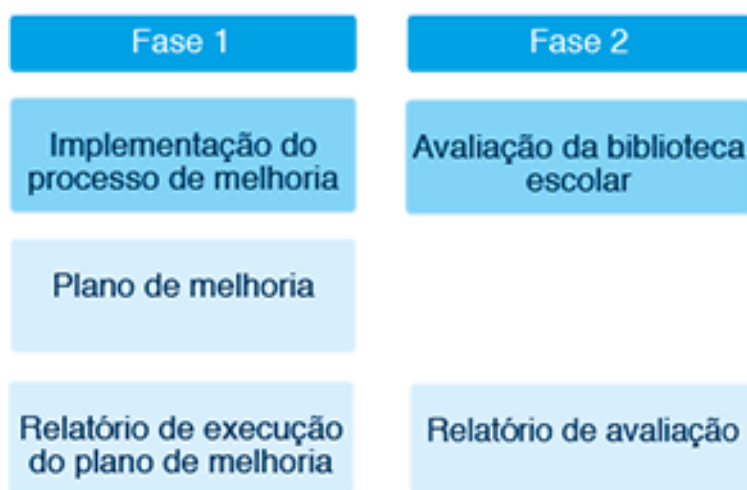 Fase 1
Fase 2
Implementação do
processo de melhoria
Avaliação da biblioteca
escolar
Plano de melhoria
Relatório de execução
do plano de melhoria
Relatório de avaliação